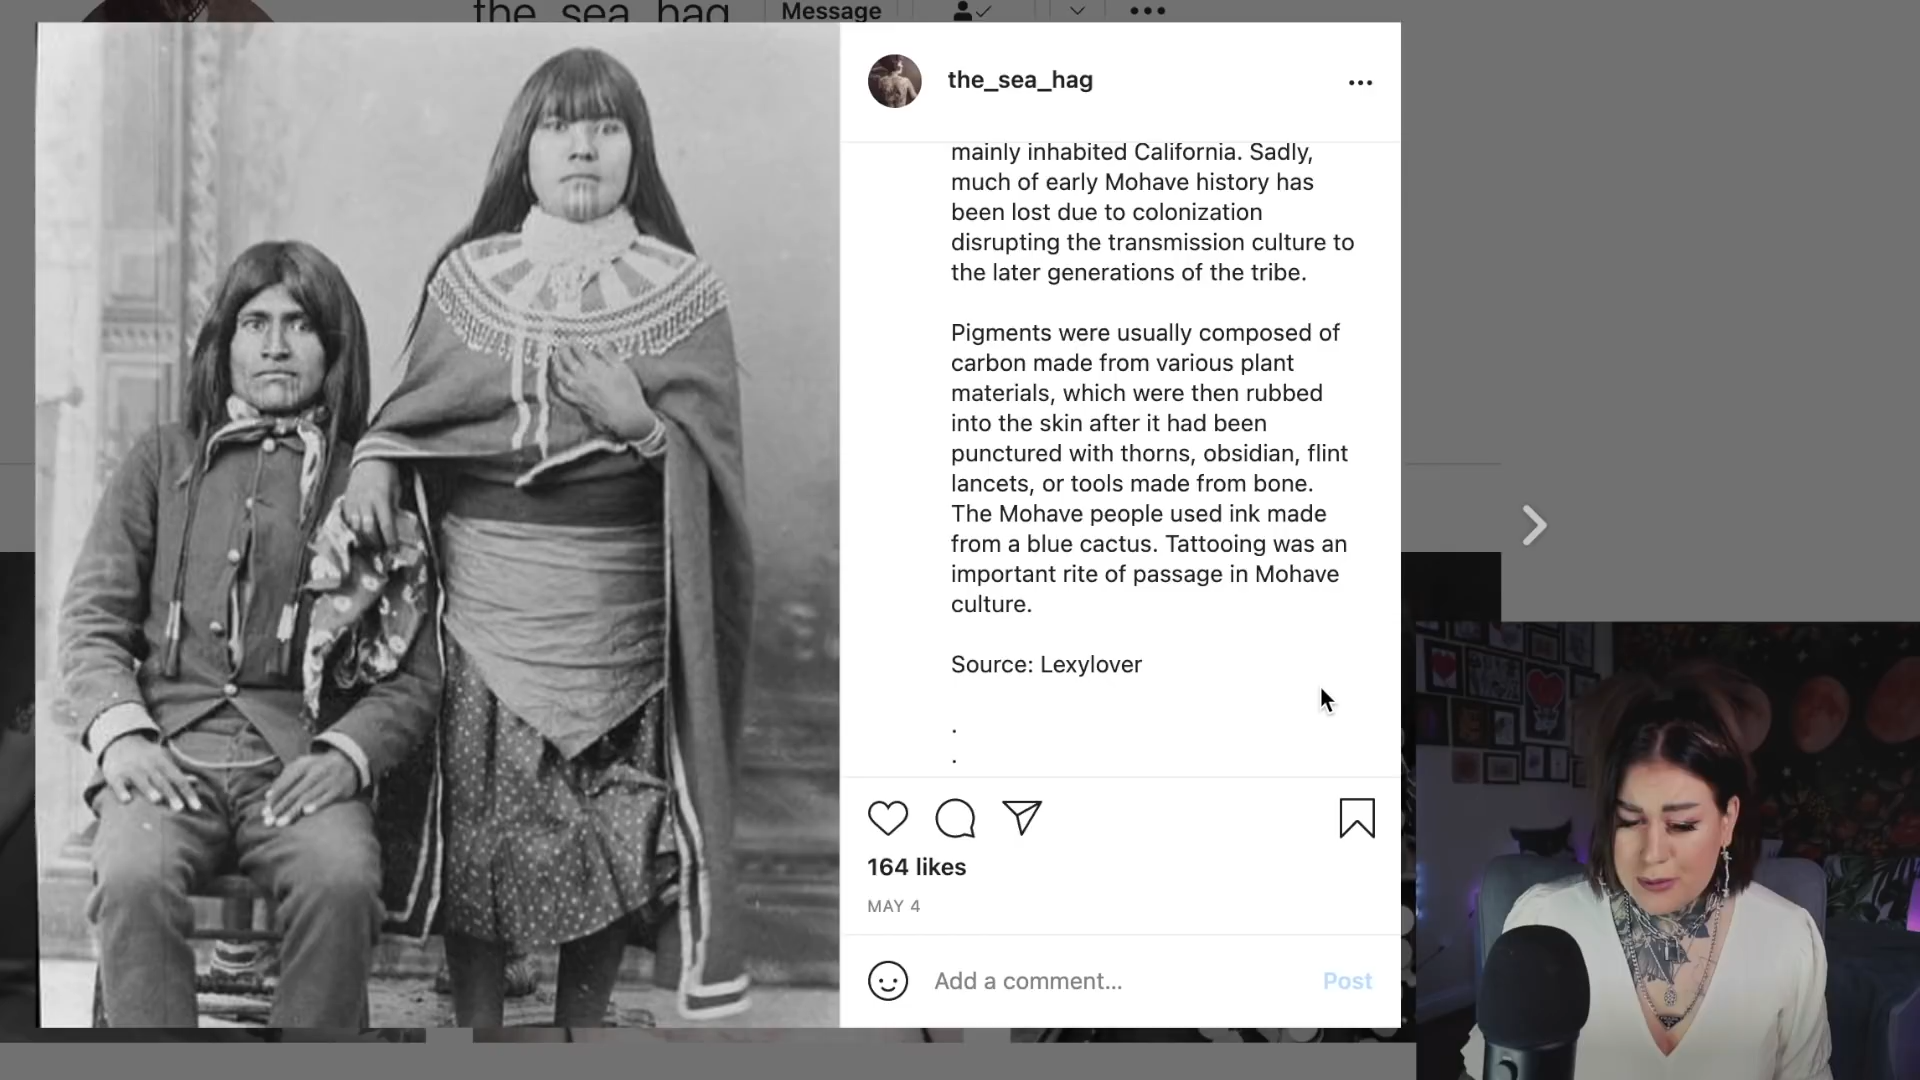 the_sea_hag
Message
the_sea_hag
mainly inhabited California. Sadly,
much of early Mohave history has
been lost due to colonization
disrupting the transmission culture to
the later generations of the tribe.
Pigments were usually composed of
carbon made from various plant
materials, which were then rubbed
into the skin after it had been
punctured with thorns, obsidian, flint
lancets, or tools made from bone.
The Mohave people used ink made
from a blue cactus. Tattooing was an
important rite of passage in Mohave
culture.
Source: Lexylover
.
.
164 likes
MAY 4
Add a comment...
Post